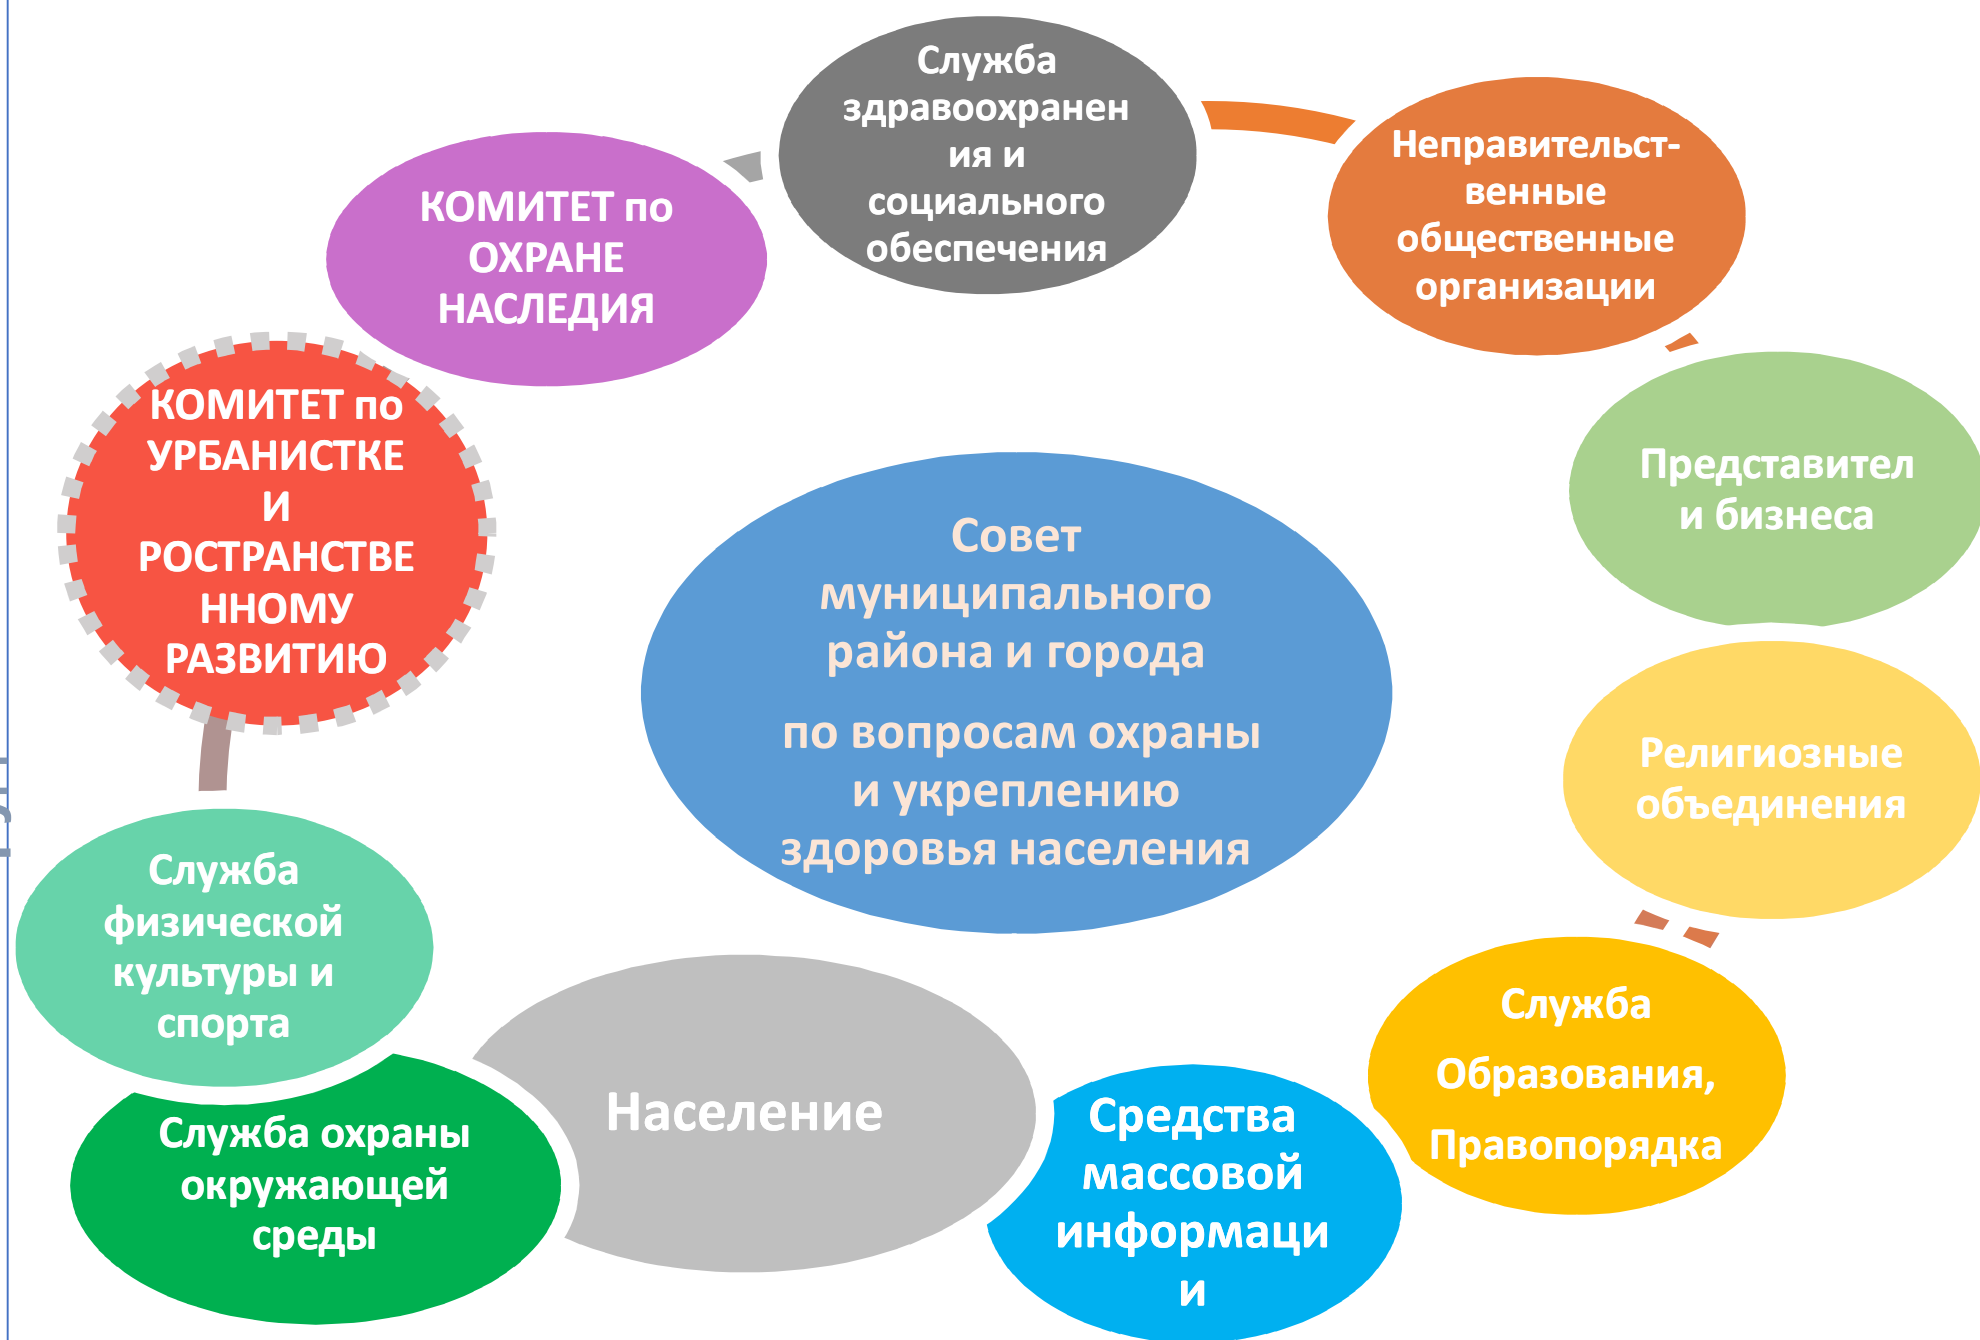 Служба
здравоохранен
ия и
социального
обеспечения
Неправительст-
венные
общественные
организации
КОМИТЕТ по
ОХРАНЕ
НАСЛЕДИЯ
КОМИТЕТ по
УРБАНИСТКЕ
И
РОСТРАНСТВЕ
ННОМУ
РАЗВИТИЮ
Представител
и бизнеса
Совет
муниципального
района и города
по вопросам охраны
и укреплению
здоровья населения
Религиозные
объединения
Служба
физической
культуры и
спорта
Служба
Образования,
Правопорядка
Население
Средства
массовой
информаци
и
Служба охраны
окружающей
среды